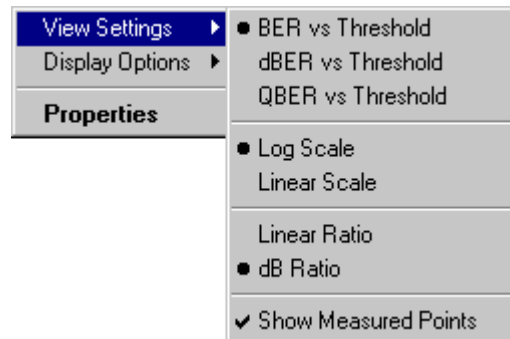 View Settings
Display Options
Properties
BER vs Threshold
dBER vs Threshold
QBER vs Threshold
Log Scale
Linear Scale
Linear Ratio
dB Ratio
Show Measured Points